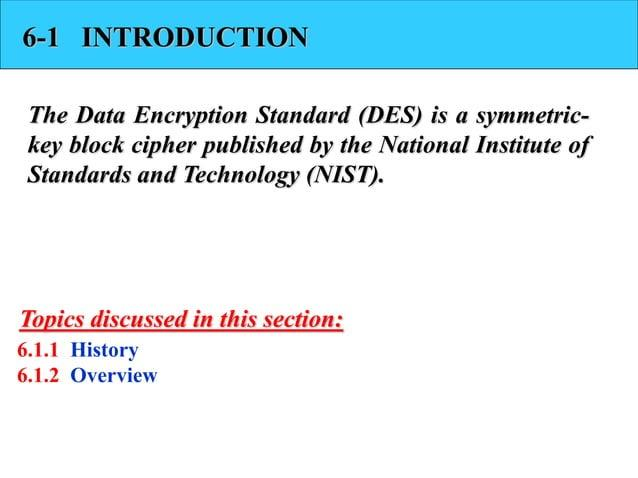 6-1 INTRODUCTION
The Data Encryption Standard (DES) is a symmetric-
key block cipher published by the National Institute of
Standards and Technology (NIST).
Topics discussed in this section:
6.1.1 History
6.1.2 Overview